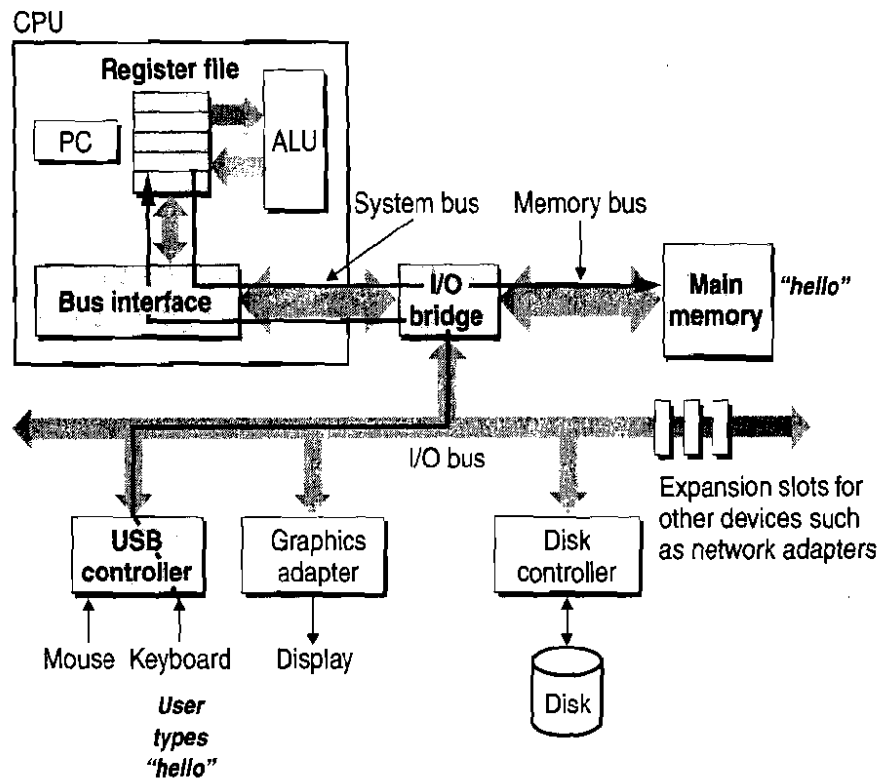 CPU
Register file
PC
ALU
System bus
Memory bus
Bus interface
I/O
bridge
Main
memory
"hello"
I/O bus
Expansion slots for
other devices such
as network adapters
USB
controller
Graphics
adapter
Disk
controller
Mouse
Keyboard
Display
Disk
User
types
"hello"